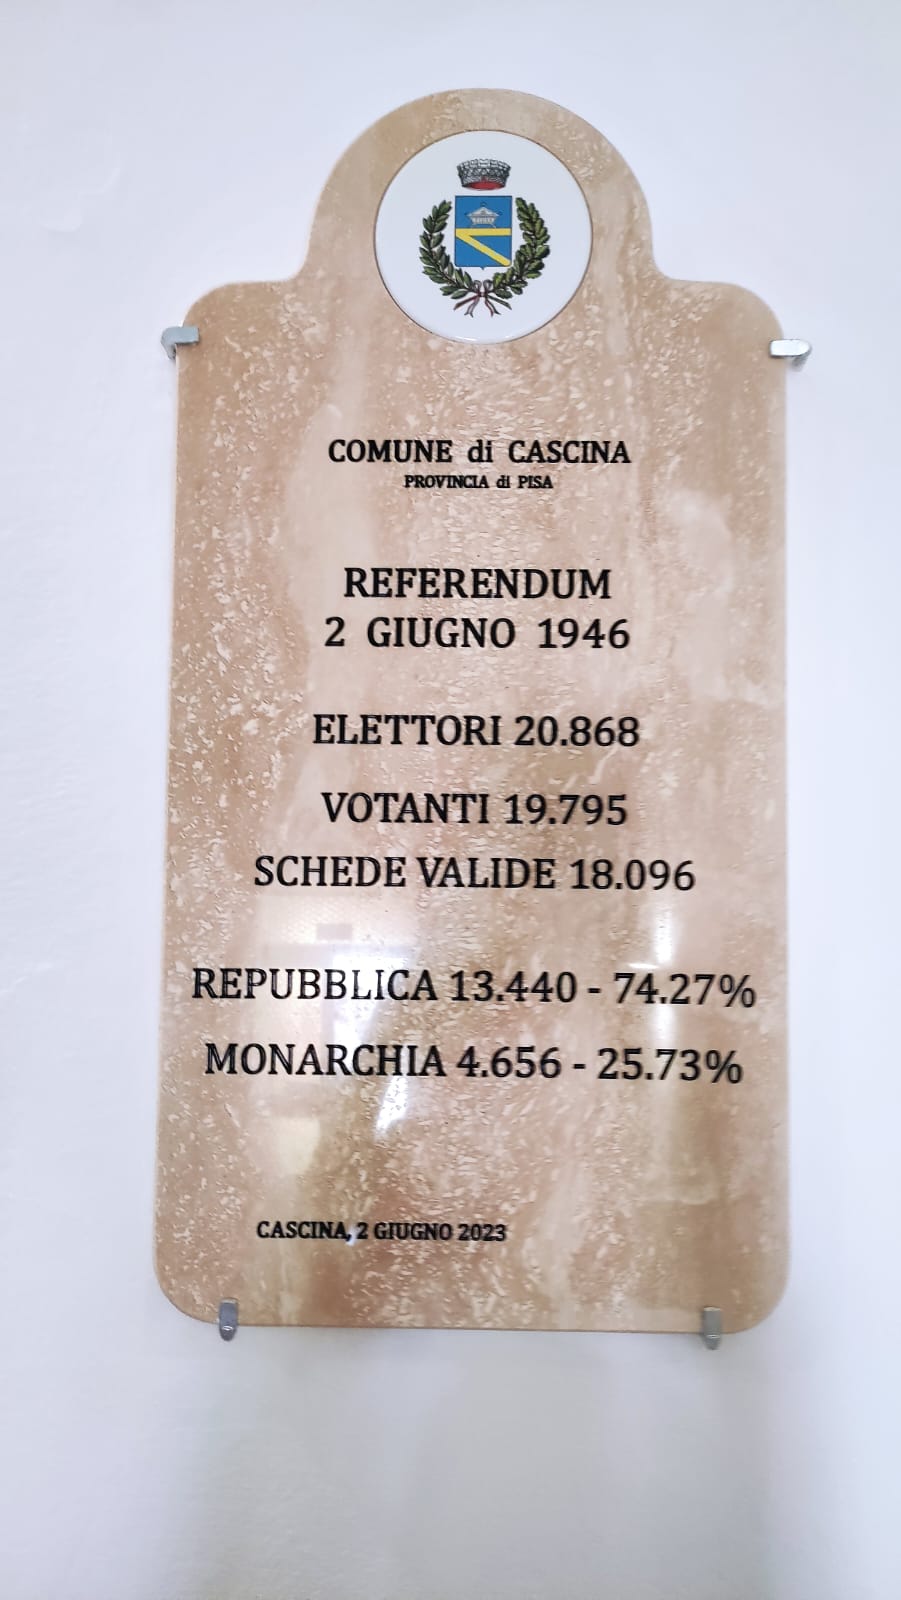 COMUNE di CASCINA
PROVINCIA di PISA
REFERENDUM
2 GIUGNO 1946
ELETTORI 20.868
VOTANTI 19.795
SCHEDE VALIDE 18.096
REPUBBLICA 13.440 - 74.27%
MONARCHIA 4.656 - 25.73%
CASCINA, 2 GIUGNO 2023